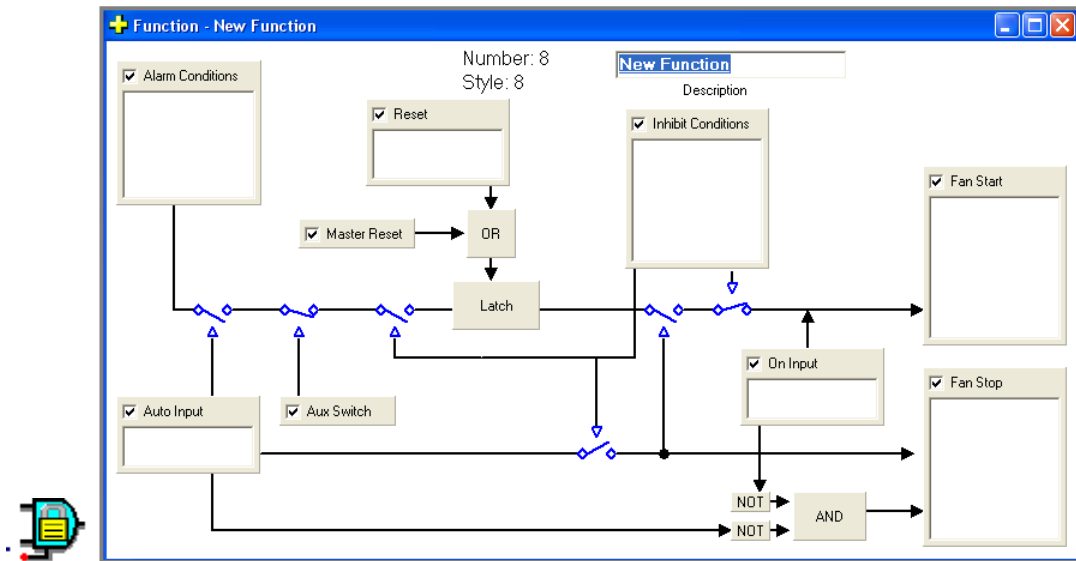 Function - New Function
Number: 8
Style: 8
New Function
Description
Alarm Conditions
Reset
Inhibit Conditions
Fan Start
Master Reset
OR
Latch
On Input
Fan Stop
Auto Input
Aux Switch
NOT
AND
NOT